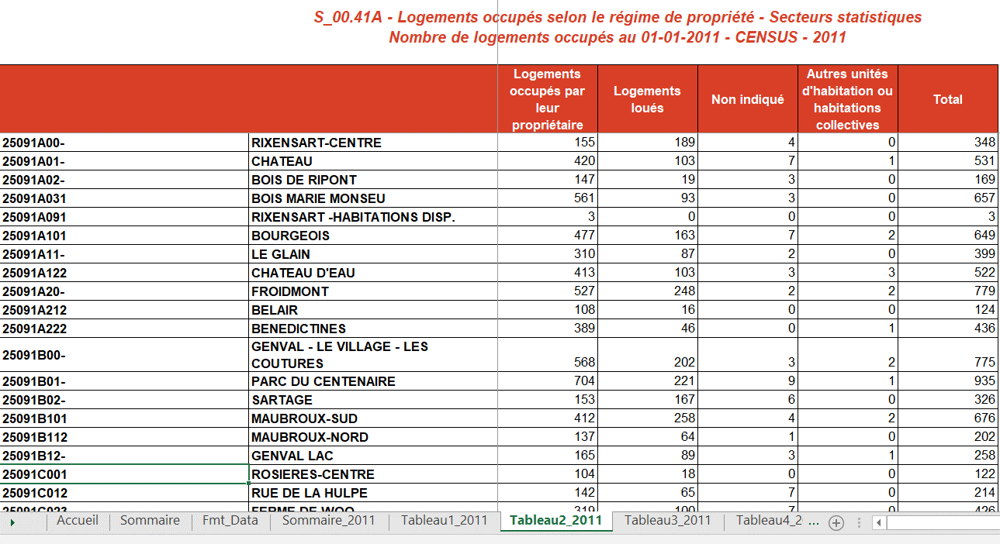 S_00.41A - Logements occupés selon le régime de propriété - Secteurs statistiques
Nombre de logements occupés au 01-01-2011 - CENSUS - 2011
Logements occupés par leur propriétaire Logements loués Non indiqué Autres unités d'habitation ou habitations collectives Total
25091A00- RIXENSART-CENTRE 155 189 4 0 348
25091A01- CHATEAU 420 103 7 1 531
25091A02- BOIS DE RIPONT 147 19 3 0 169
25091A031 BOIS MARIE MONSEU 561 93 3 0 657
25091A091 RIXENSART -HABITATIONS DISP. 3 0 0 0 3
25091A101 BOURGEOIS 477 163 7 2 649
25091A11- LE GLAIN 310 87 2 0 399
25091A122 CHATEAU D'EAU 413 103 3 3 522
25091A20- FROIDMONT 527 248 2 2 779
25091A212 BELAIR 108 16 0 0 124
25091A222 BENEDICTINES 389 46 0 1 436
25091B00- GENVAL - LE VILLAGE - LES COUTURES 568 202 3 2 775
25091B01- PARC DU CENTENAIRE 704 221 9 1 935
25091B02- SARTAGE 153 167 6 0 326
25091B101 MAUBROUX-SUD 412 258 4 2 676
25091B112 MAUBROUX-NORD 137 64 1 0 202
25091B12- GENVAL LAC 165 89 3 1 258
25091C001 ROSIERES-CENTRE 104 18 0 0 122
25091C012 RUE DE LA HULPE 142 65 7 0 214
25091C023 FERME DE WOO 319 100 7 0 426
Accueil Sommaire Fmt_Data Sommaire_2011 Tableau1_2011 Tableau2_2011 Tableau3_2011 Tableau4_2 ...